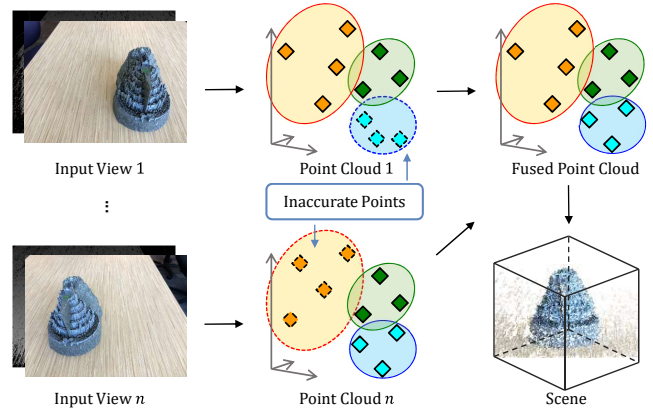 Input View 1
Point Cloud 1
Fused Point Cloud
⋮
Inaccurate Points
Input View n
Point Cloud n
Scene